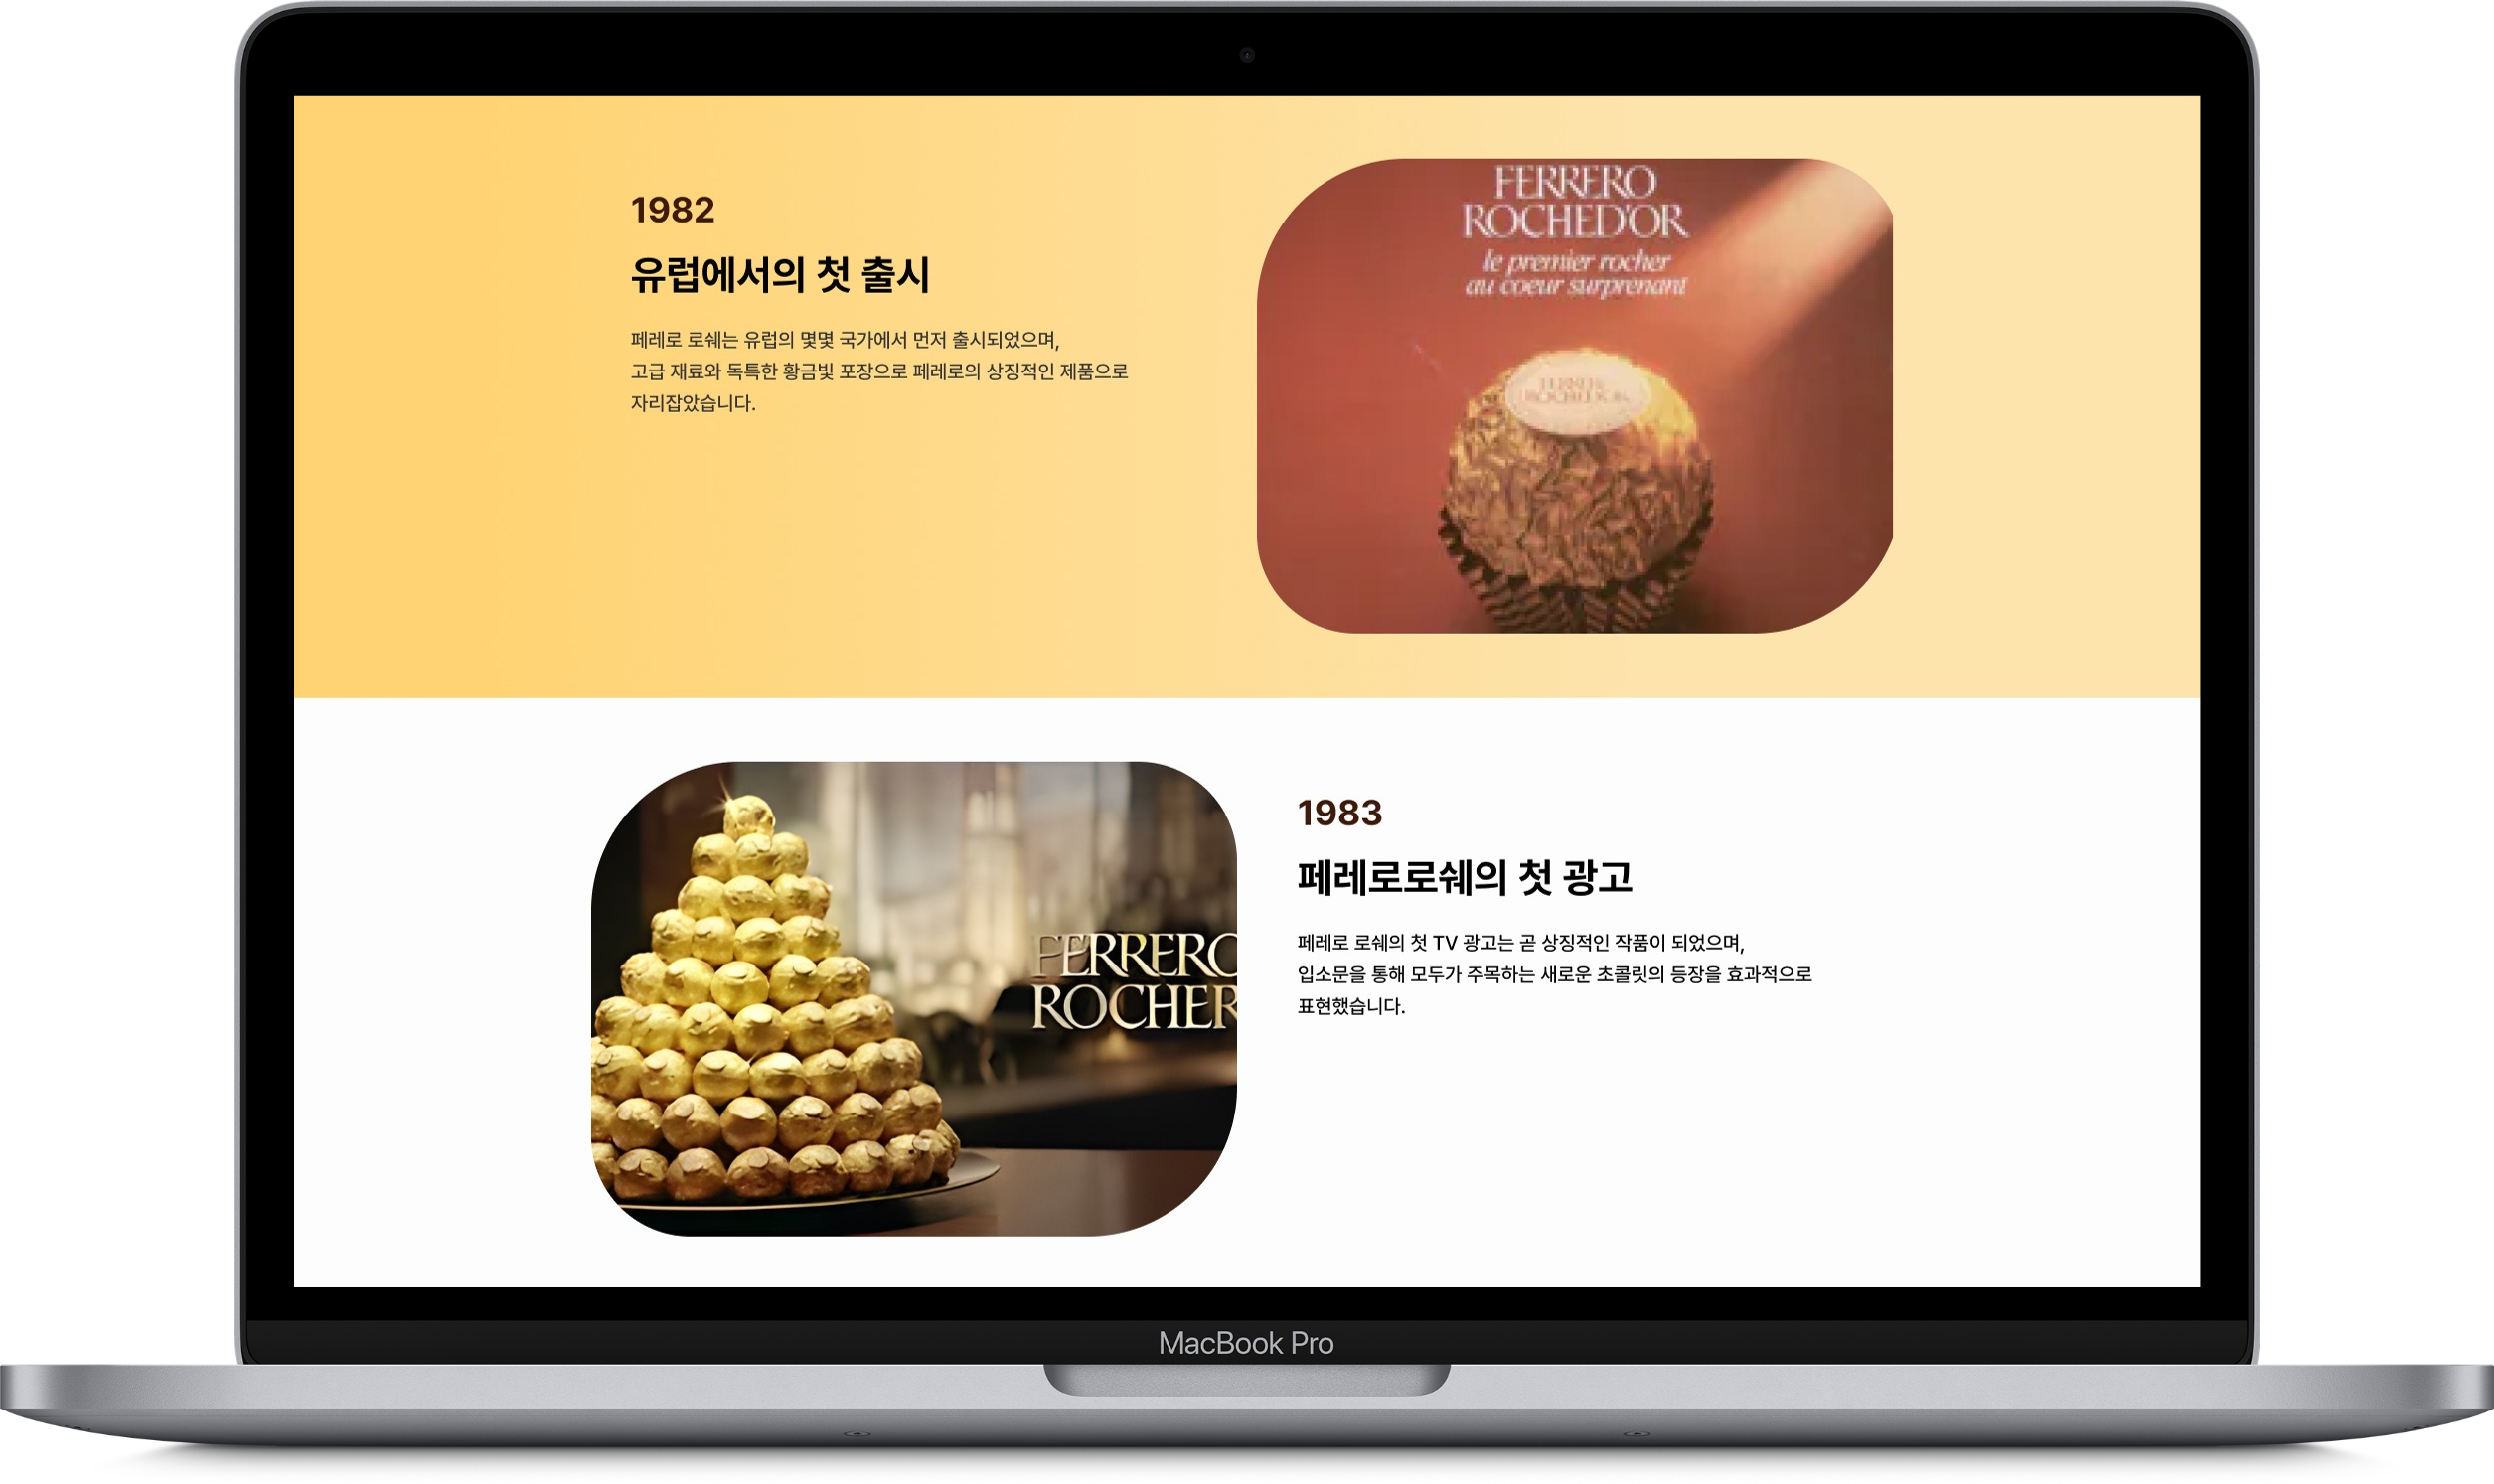 1982
유럽에서의 첫 출시
페레로 로쉐는 유럽의 몇몇 국가에서 먼저 출시되었으며,
고급 재료와 독특한 황금빛 포장으로 페레로의 상징적인 제품으로
자리잡았습니다.
FERRERO
ROCHED'OR
le premier rocher
au coeur surprenant
FERRERO
ROCHED'OR
FERRERO
ROCHER
1983
페레로로쉐의 첫 광고
페레로 로쉐의 첫 TV 광고는 곧 상징적인 작품이 되었으며,
입소문을 통해 모두가 주목하는 새로운 초콜릿의 등장을 효과적으로
표현했습니다.
MacBook Pro